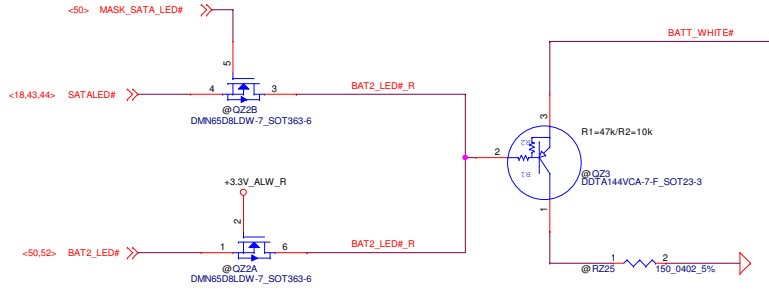 <50> MASK_SATA_LED#
BATT_WHITE#
5
<18,43,44> SATALED#
4
3
BAT2_LED#_R
@QZ2B
DMN65D8LDW-7_SOT363-6
3
R1=47k/R2=10k
R2
2
R1
@QZ3
DDTA144VCA-7-F_SOT23-3
+3.3V_ALW_R
2
1
<50,52> BAT2_LED#
1
6
BAT2_LED#_R
@QZ2A
DMN65D8LDW-7_SOT363-6
1
2
@RZ25
150_0402_5%